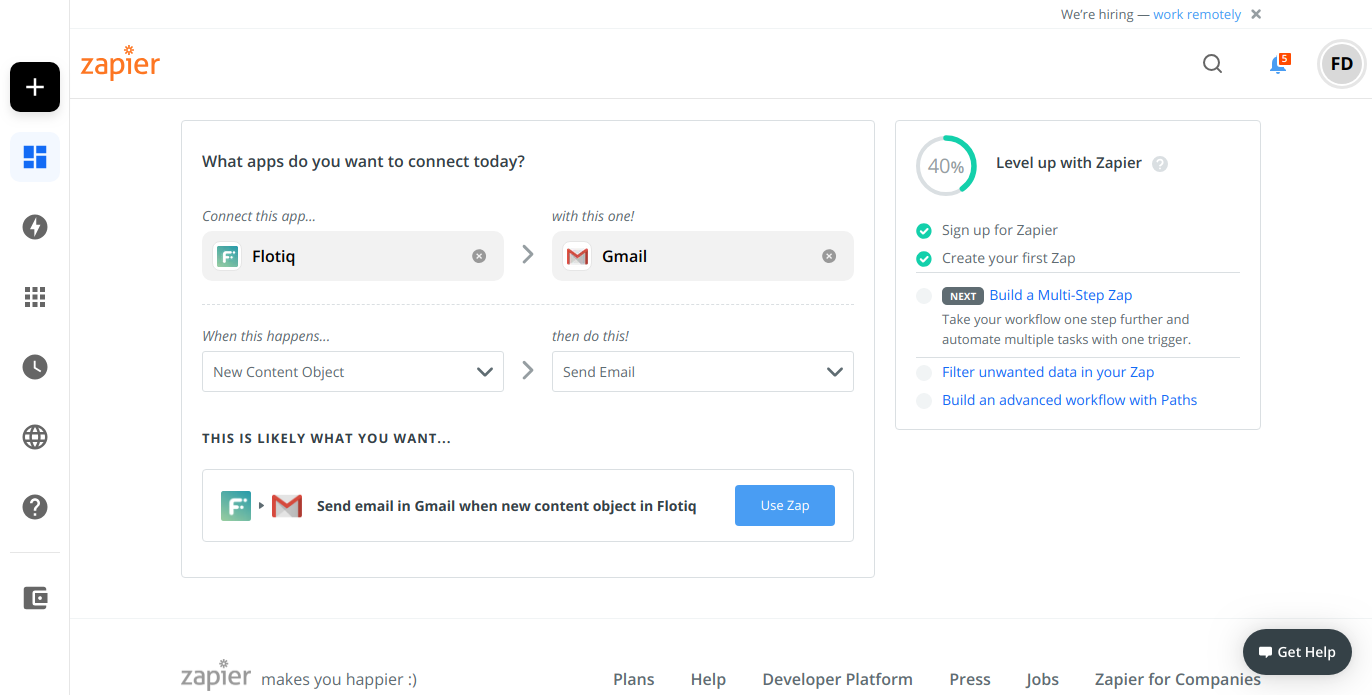 We're hiring — work remotely
zapier
5
FD
What apps do you want to connect today?
Connect this app...
with this one!
Flotiq
Gmail
When this happens...
then do this!
New Content Object
Send Email
THIS IS LIKELY WHAT YOU WANT...
Send email in Gmail when new content object in Flotiq
Use Zap
40%
Level up with Zapier
?
Sign up for Zapier
Create your first Zap
NEXT Build a Multi-Step Zap
Take your workflow one step further and
automate multiple tasks with one trigger.
Filter unwanted data in your Zap
Build an advanced workflow with Paths
Get Help
zapier makes you happier :)
Plans
Help
Developer Platform
Press
Jobs
Zapier for Companies